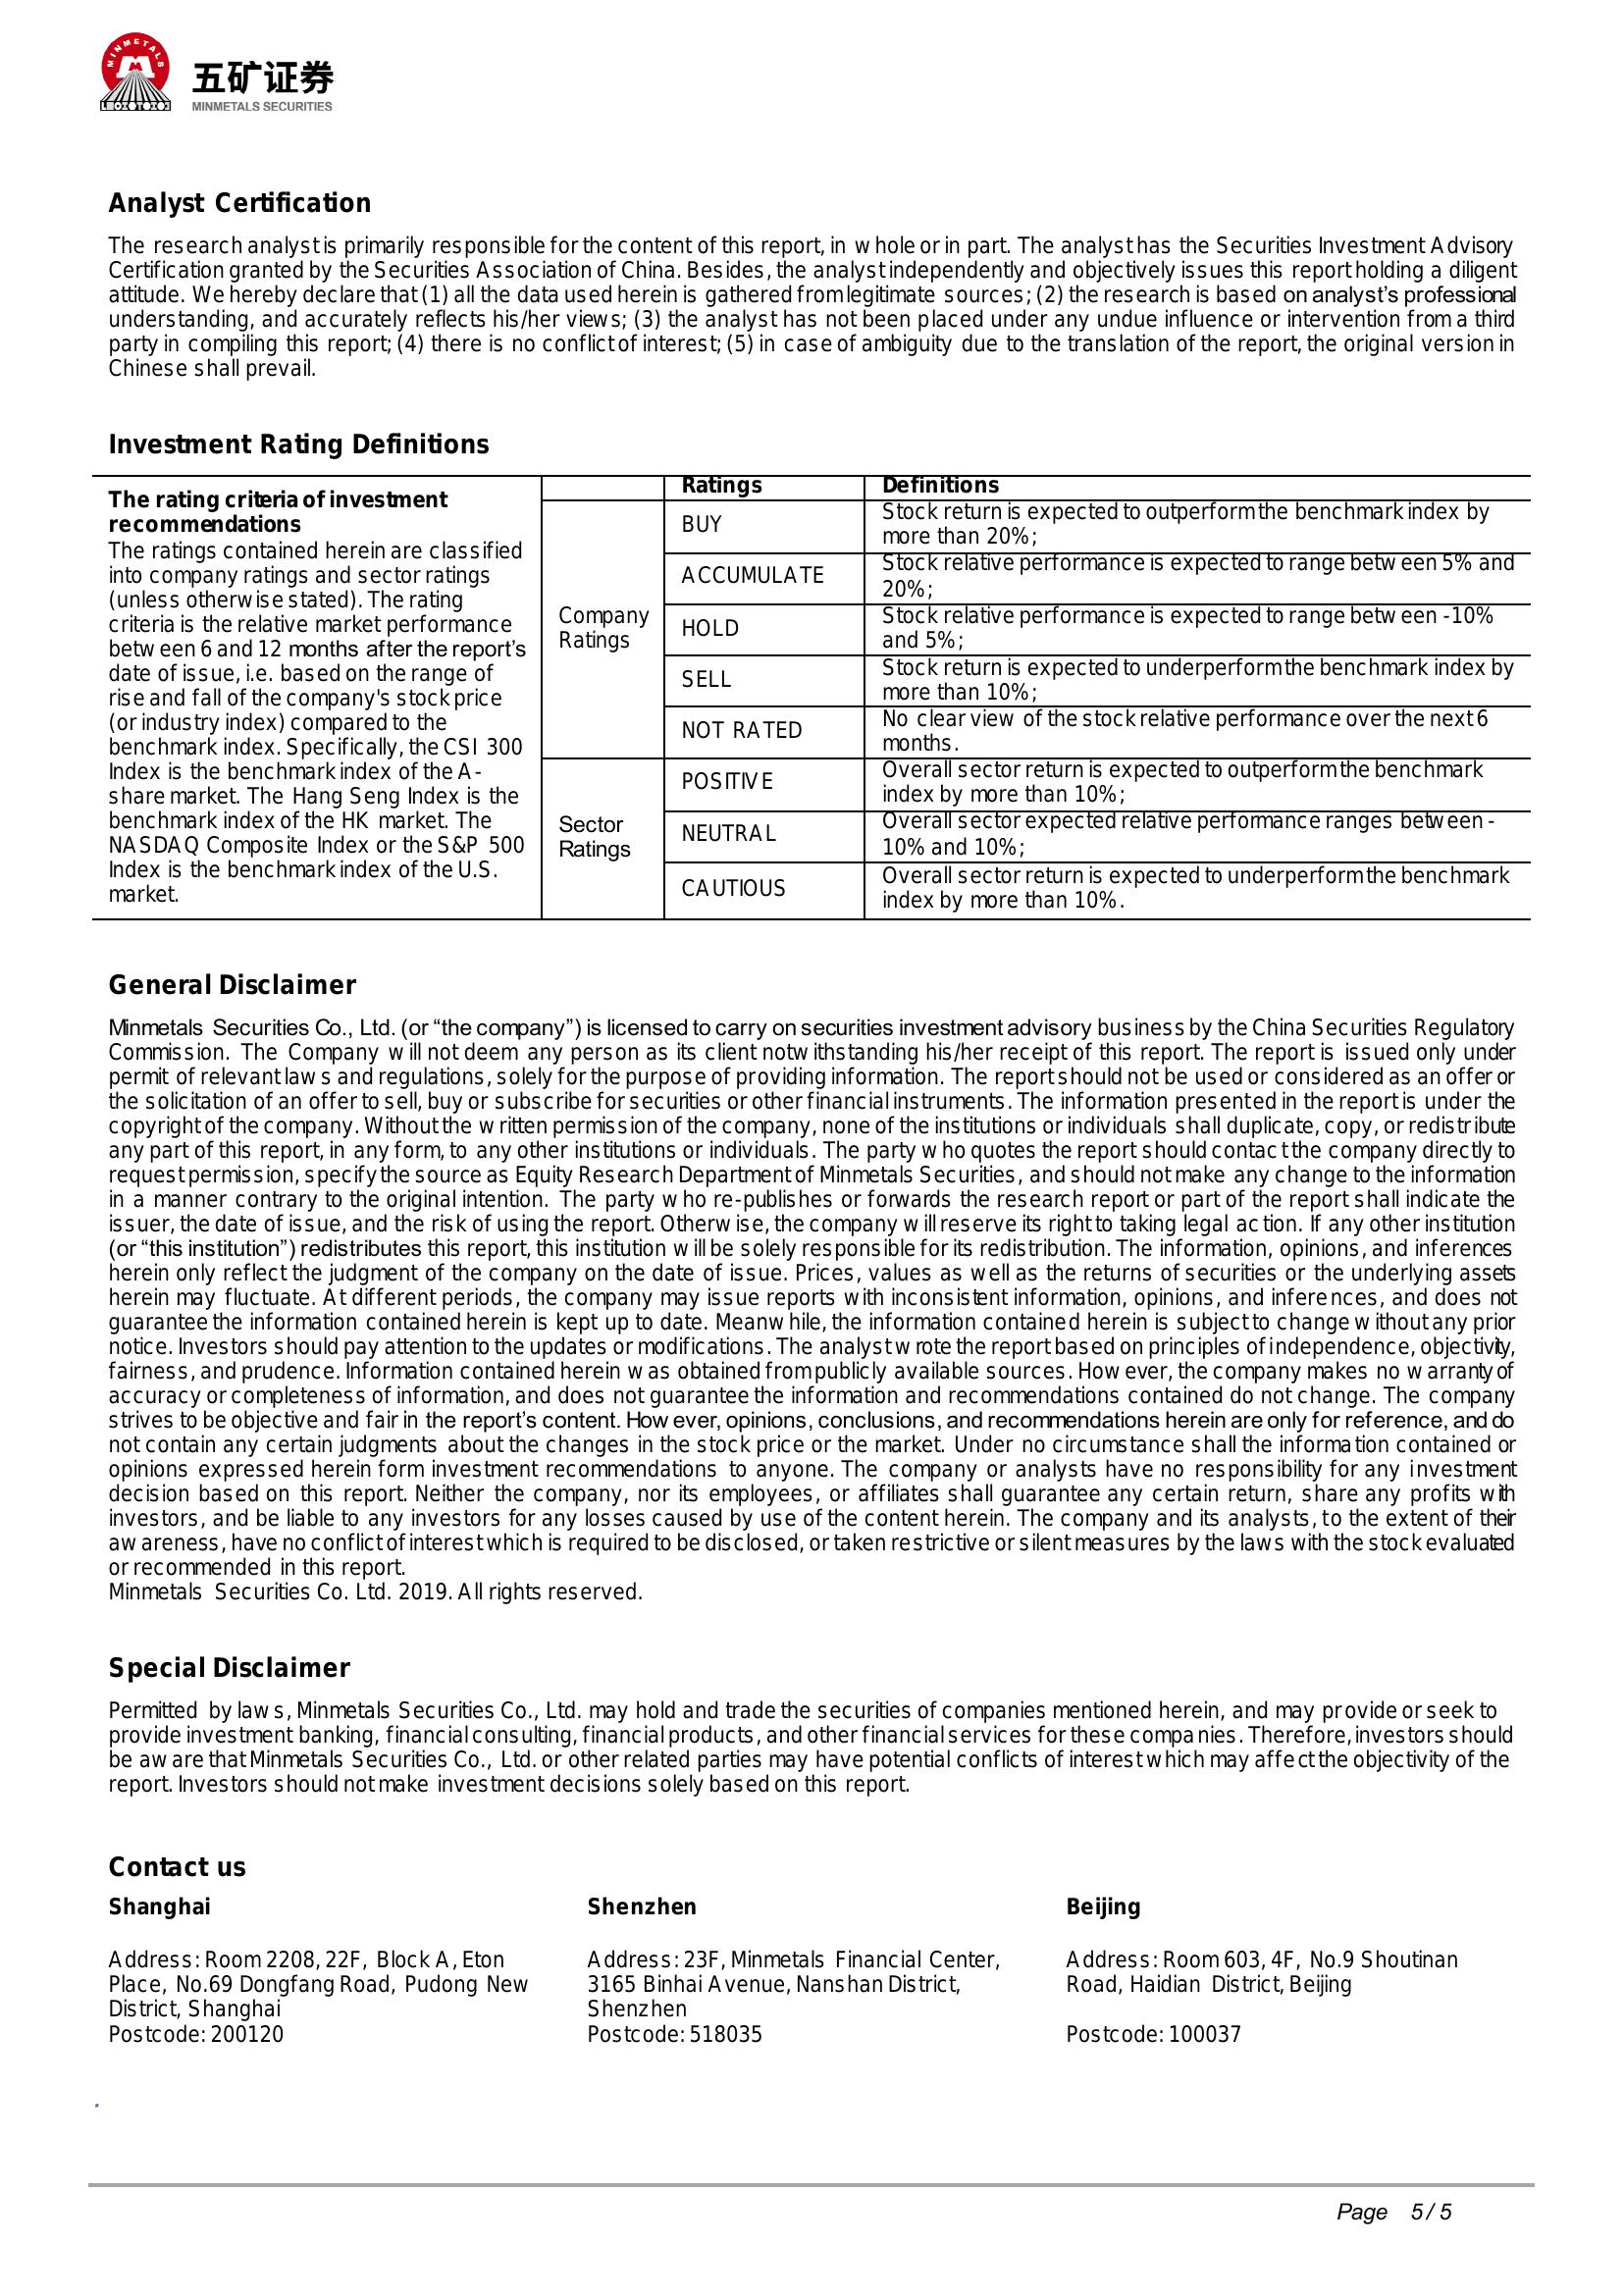 MINMETALS
五矿证券
MINMETALS SECURITIES
Analyst Certification
The research analyst is primarily responsible for the content of this report, in whole or in part. The analyst has the Securities Investment Advisory
Certification granted by the Securities Association of China. Besides, the analyst independently and objectively issues this report holding a diligent
attitude. We hereby declare that (1) all the data used herein is gathered from legitimate sources; (2) the research is based on analyst’s professional
understanding, and accurately reflects his/her views; (3) the analyst has not been placed under any undue influence or intervention from a third
party in compiling this report; (4) there is no conflict of interest; (5) in case of ambiguity due to the translation of the report, the original version in
Chinese shall prevail.
Investment Rating Definitions
The rating criteria of investment
recommendations
The ratings contained herein are classified
into company ratings and sector ratings
(unless otherwise stated). The rating
criteria is the relative market performance
between 6 and 12 months after the report’s
date of issue, i.e. based on the range of
rise and fall of the company's stock price
(or industry index) compared to the
benchmark index. Specifically, the CSI 300
Index is the benchmark index of the A-
share market. The Hang Seng Index is the
benchmark index of the HK market. The
NASDAQ Composite Index or the S&P 500
Index is the benchmark index of the U.S.
market.
Ratings
Definitions
Company
Ratings
BUY
Stock return is expected to outperform the benchmark index by
more than 20%;
ACCUMULATE
Stock relative performance is expected to range between 5% and
20%;
HOLD
Stock relative performance is expected to range between -10%
and 5%;
SELL
Stock return is expected to underperform the benchmark index by
more than 10%;
NOT RATED
No clear view of the stock relative performance over the next 6
months.
Sector
Ratings
POSITIVE
Overall sector return is expected to outperform the benchmark
index by more than 10%;
NEUTRAL
Overall sector expected relative performance ranges between -
10% and 10%;
CAUTIOUS
Overall sector return is expected to underperform the benchmark
index by more than 10%.
General Disclaimer
Minmetals Securities Co., Ltd. (or “the company”) is licensed to carry on securities investment advisory business by the China Securities Regulatory
Commission. The Company will not deem any person as its client notwithstanding his/her receipt of this report. The report is issued only under
permit of relevant laws and regulations, solely for the purpose of providing information. The report should not be used or considered as an offer or
the solicitation of an offer to sell, buy or subscribe for securities or other financial instruments. The information presented in the report is under the
copyright of the company. Without the written permission of the company, none of the institutions or individuals shall duplicate, copy, or redistribute
any part of this report, in any form, to any other institutions or individuals. The party who quotes the report should contact the company directly to
request permission, specify the source as Equity Research Department of Minmetals Securities, and should not make any change to the information
in a manner contrary to the original intention. The party who re-publishes or forwards the research report or part of the report shall indicate the
issuer, the date of issue, and the risk of using the report. Otherwise, the company will reserve its right to taking legal action. If any other institution
(or “this institution”) redistributes this report, this institution will be solely responsible for its redistribution. The information, opinions, and inferences
herein only reflect the judgment of the company on the date of issue. Prices, values as well as the returns of securities or the underlying assets
herein may fluctuate. At different periods, the company may issue reports with inconsistent information, opinions, and inferences, and does not
guarantee the information contained herein is kept up to date. Meanwhile, the information contained herein is subject to change without any prior
notice. Investors should pay attention to the updates or modifications. The analyst wrote the report based on principles of independence, objectivity,
fairness, and prudence. Information contained herein was obtained from publicly available sources. However, the company makes no warranty of
accuracy or completeness of information, and does not guarantee the information and recommendations contained do not change. The company
strives to be objective and fair in the report’s content. However, opinions, conclusions, and recommendations herein are only for reference, and do
not contain any certain judgments about the changes in the stock price or the market. Under no circumstance shall the information contained or
opinions expressed herein form investment recommendations to anyone. The company or analysts have no responsibility for any investment
decision based on this report. Neither the company, nor its employees, or affiliates shall guarantee any certain return, share any profits with
investors, and be liable to any investors for any losses caused by use of the content herein. The company and its analysts, to the extent of their
awareness, have no conflict of interest which is required to be disclosed, or taken restrictive or silent measures by the laws with the stock evaluated
or recommended in this report.
Minmetals Securities Co. Ltd. 2019. All rights reserved.
Special Disclaimer
Permitted by laws, Minmetals Securities Co., Ltd. may hold and trade the securities of companies mentioned herein, and may provide or seek to
provide investment banking, financial consulting, financial products, and other financial services for these companies. Therefore, investors should
be aware that Minmetals Securities Co., Ltd. or other related parties may have potential conflicts of interest which may affect the objectivity of the
report. Investors should not make investment decisions solely based on this report.
Contact us
Shanghai
Address: Room 2208, 22F, Block A, Eton
Place, No.69 Dongfang Road, Pudong New
District, Shanghai
Postcode: 200120
Shenzhen
Address: 23F, Minmetals Financial Center,
3165 Binhai Avenue, Nanshan District,
Shenzhen
Postcode: 518035
Beijing
Address: Room 603, 4F, No.9 Shoutinan
Road, Haidian District, Beijing
Postcode: 100037
Page 5 / 5